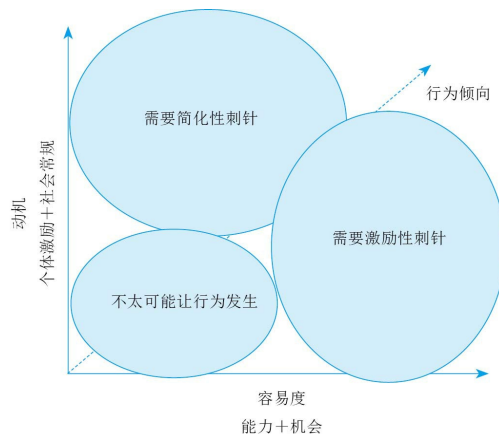 需要简化性刺针
行为倾向
需要激励性刺针
不太可能让行为发生
动机
个体激励＋社会常规
容易度
能力＋机会